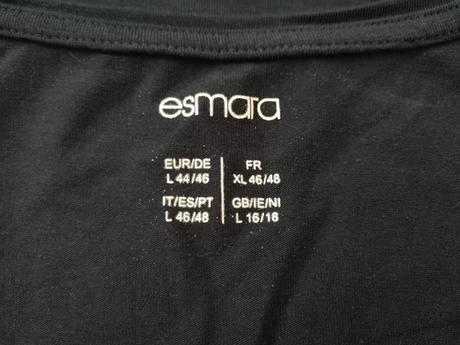 esmara
EUR/DE
L 44/46
FR
XL 46/48
IT/ES/PT
L 46/48
GB/IE/NI
L 16/18